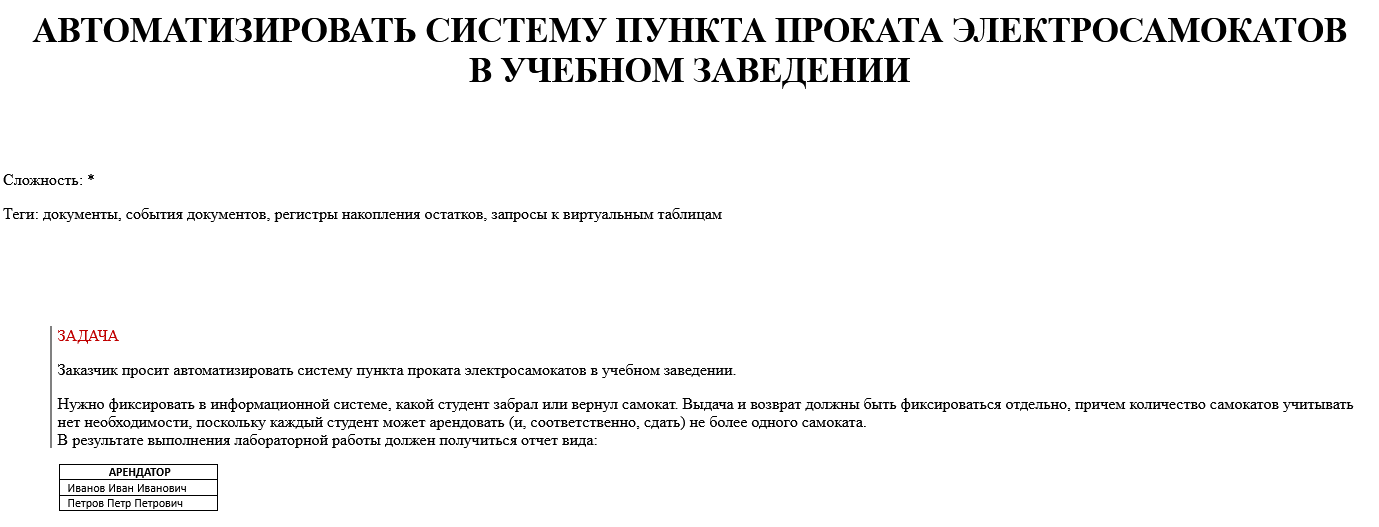 АВТОМАТИЗИРОВАТЬ СИСТЕМУ ПУНКТА ПРОКАТА ЭЛЕКТРОСАМОКАТОВ
В УЧЕБНОМ ЗАВЕДЕНИИ
Сложность: *
Теги: документы, события документов, регистры накопления остатков, запросы к виртуальным таблицам
ЗАДАЧА
Заказчик просит автоматизировать систему пункта проката электросамокатов в учебном заведении.
Нужно фиксировать в информационной системе, какой студент забрал или вернул самокат. Выдача и возврат должны быть фиксироваться отдельно, причем количество самокатов учитывать
нет необходимости, поскольку каждый студент может арендовать (и, соответственно, сдать) не более одного самоката.
В результате выполнения лабораторной работы должен получиться отчет вида:
АРЕНДАТОР
Иванов Иван Иванович
Петров Петр Петрович